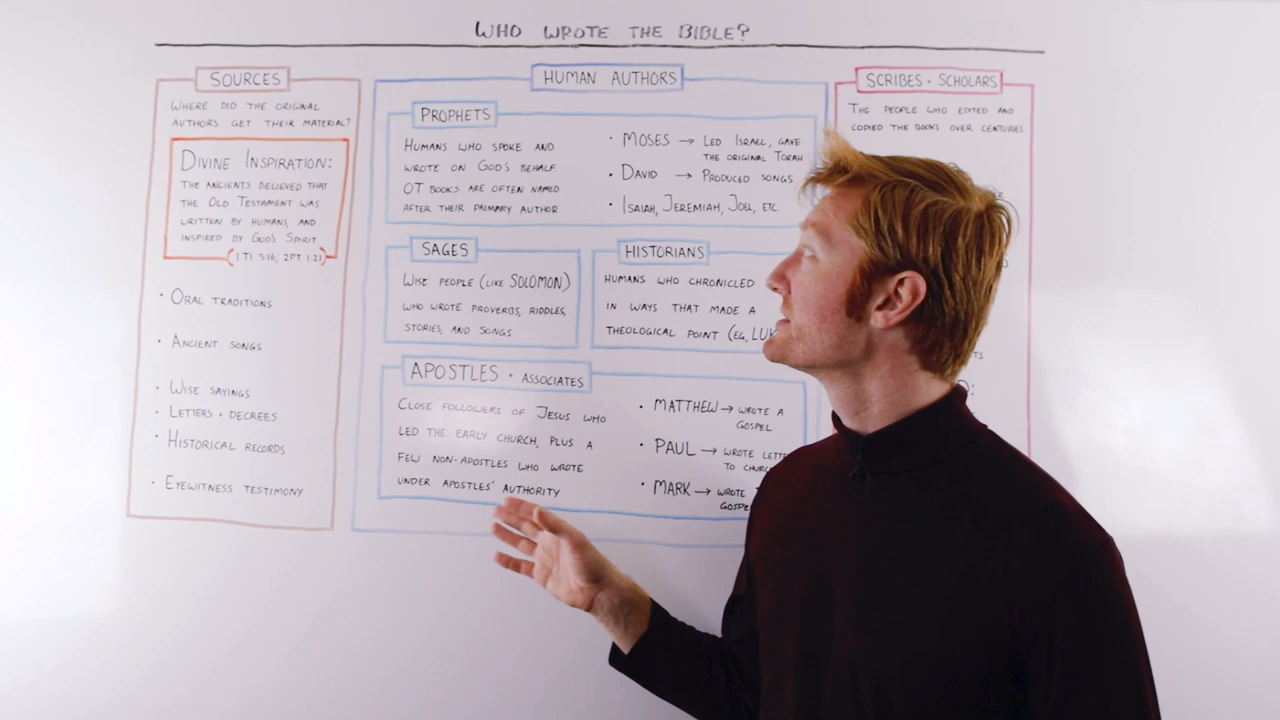 WHO WROTE THE BIBLE?
SOURCES
WHERE DID THE ORIGINAL
AUTHORS GET THEIR MATERIAL?
DIVINE INSPIRATION:
THE ANCIENTS BELIEVED THAT
THE OLD TESTAMENT WAS
WRITTEN BY HUMANS, AND
INSPIRED BY GOD'S SPIRIT
(1 TI 3:16; 2PT 1:21)
• ORAL TRADITIONS
• ANCIENT SONGS
• WISE SAYINGS
• LETTERS + DECREES
• HISTORICAL RECORDS
• EYEWITNESS TESTIMONY
HUMAN AUTHORS
PROPHETS
HUMANS WHO SPOKE AND
WROTE ON GOD'S BEHALF.
OT BOOKS ARE OFTEN NAMED
AFTER THEIR PRIMARY AUTHOR
• MOSES → LED ISRAEL, GAVE
THE ORIGINAL TORAH
• DAVID → PRODUCED SONGS
• ISAIAH, JEREMIAH, JOEL, ETC.
SAGES
WISE PEOPLE (LIKE SOLOMON)
WHO WROTE PROVERBS, RIDDLES,
STORIES, AND SONGS
HISTORIANS
HUMANS WHO CHRONICLED
IN WAYS THAT MADE A
THEOLOGICAL POINT (EG, LUK
APOSTLES + ASSOCIATES
CLOSE FOLLOWERS OF JESUS WHO
LED THE EARLY CHURCH, PLUS A
FEW NON-APOSTLES WHO WROTE
UNDER APOSTLES' AUTHORITY
• MATTHEW → WROTE A
GOSPEL
• PAUL → WROTE LETT
TO CHURC
• MARK → WROTE
GOSPE
SCRIBES + SCHOLARS
THE PEOPLE WHO EDITED AND
COPIED THE BOOKS OVER CENTURIES